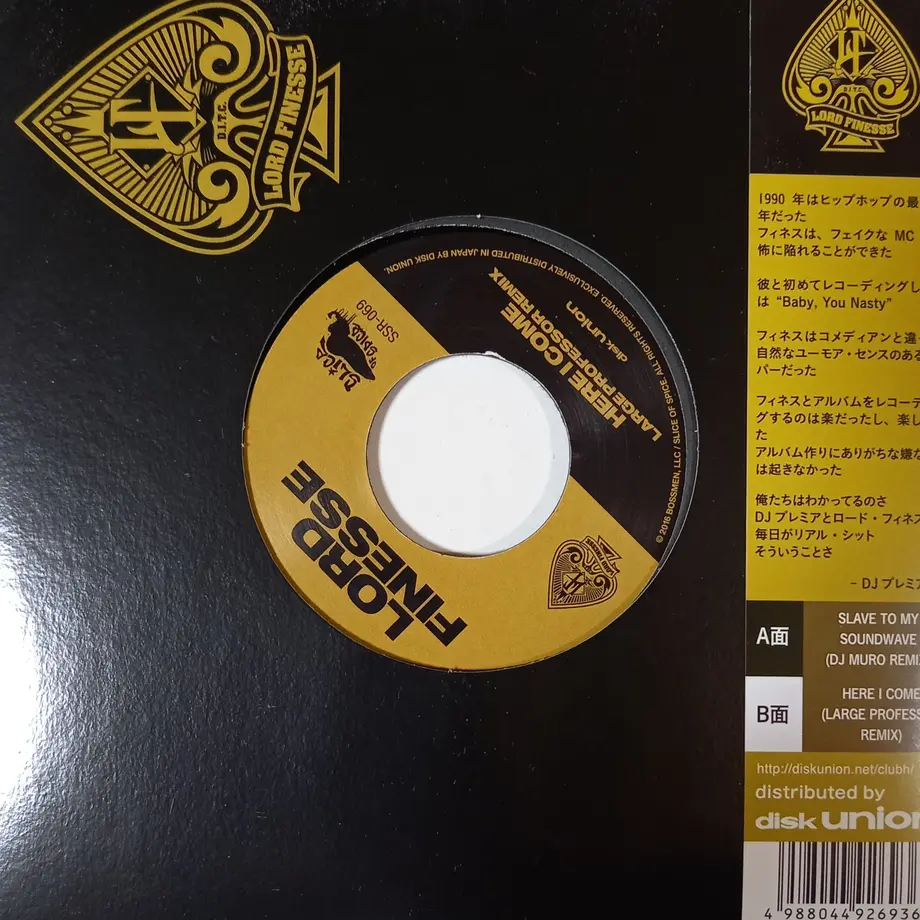 LF
D.I.T.C.
LORD FINESSE
LF
D.I.T.C.
LORD FINESSE
EXCLUSIVELY DISTRIBUTED IN JAPAN BY DISK UNION.
© 2016 BOSSMEN, LLC / SLICE OF SPICE. ALL RIGHTS RESERVED.
disk union
HERE I COME
LARGE PROFESSOR REMIX
SLICE
OF SPICE
SSR-069
LORD
FINESSE
1990 年はヒップホップの最
年だった
フィネスは、フェイクな MC
怖に陥れることができた
彼と初めてレコーディングし
は “Baby, You Nasty”
フィネスはコメディアンと違っ
自然なユーモア・センスのある
パーだった
フィネスとアルバムをレコーデ
グするのは楽だったし、楽し
た
アルバム作りにありがちな嫌な
は起きなかった
俺たちはわかってるのさ
DJ プレミアとロード・フィネス
毎日がリアル・シット
そういうことさ
– DJ プレミア
A面
SLAVE TO MY
SOUNDWAVE
(DJ MURO REMIX
B面
HERE I COME
(LARGE PROFESS
REMIX)
http://diskunion.net/clubh/
distributed by
disk union
4 988044 926936